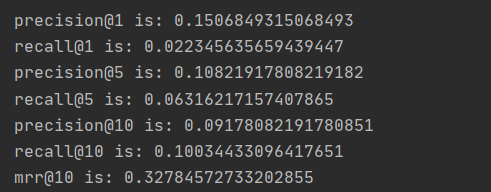 precision@1 is: 0.1506849315068493
recall@1 is: 0.022345635659439447
precision@5 is: 0.10821917808219182
recall@5 is: 0.06316217157407865
precision@10 is: 0.09178082191780851
recall@10 is: 0.10034433096417651
mrr@10 is: 0.32784572733202855